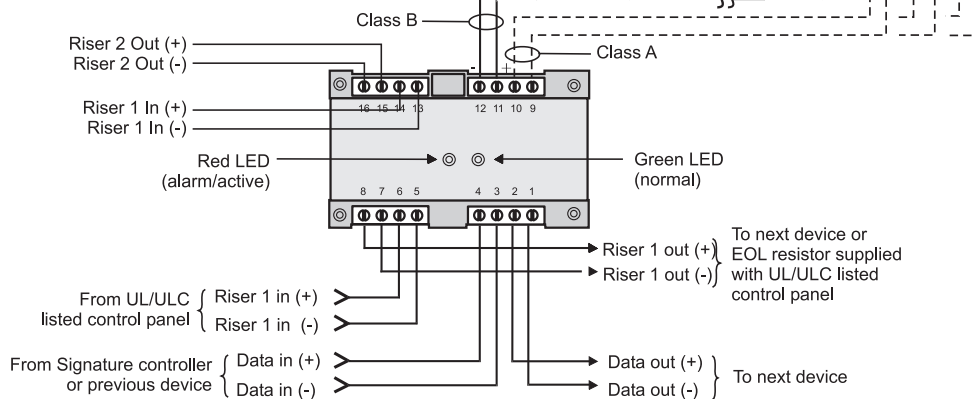 Class B
Class A
Riser 2 Out (+)
Riser 2 Out (-)
- +
16 15 14 13 12 11 10 9
Riser 1 In (+)
Riser 1 In (-)
Red LED
(alarm/active)
Green LED
(normal)
8 7 6 5 4 3 2 1
Riser 1 out (+)
Riser 1 out (-)
To next device or
EOL resistor supplied
with UL/ULC listed
control panel
From UL/ULC
listed control panel
Riser 1 in (+)
Riser 1 in (-)
From Signature controller
or previous device
Data in (+)
Data in (-)
Data out (+)
Data out (-)
To next device